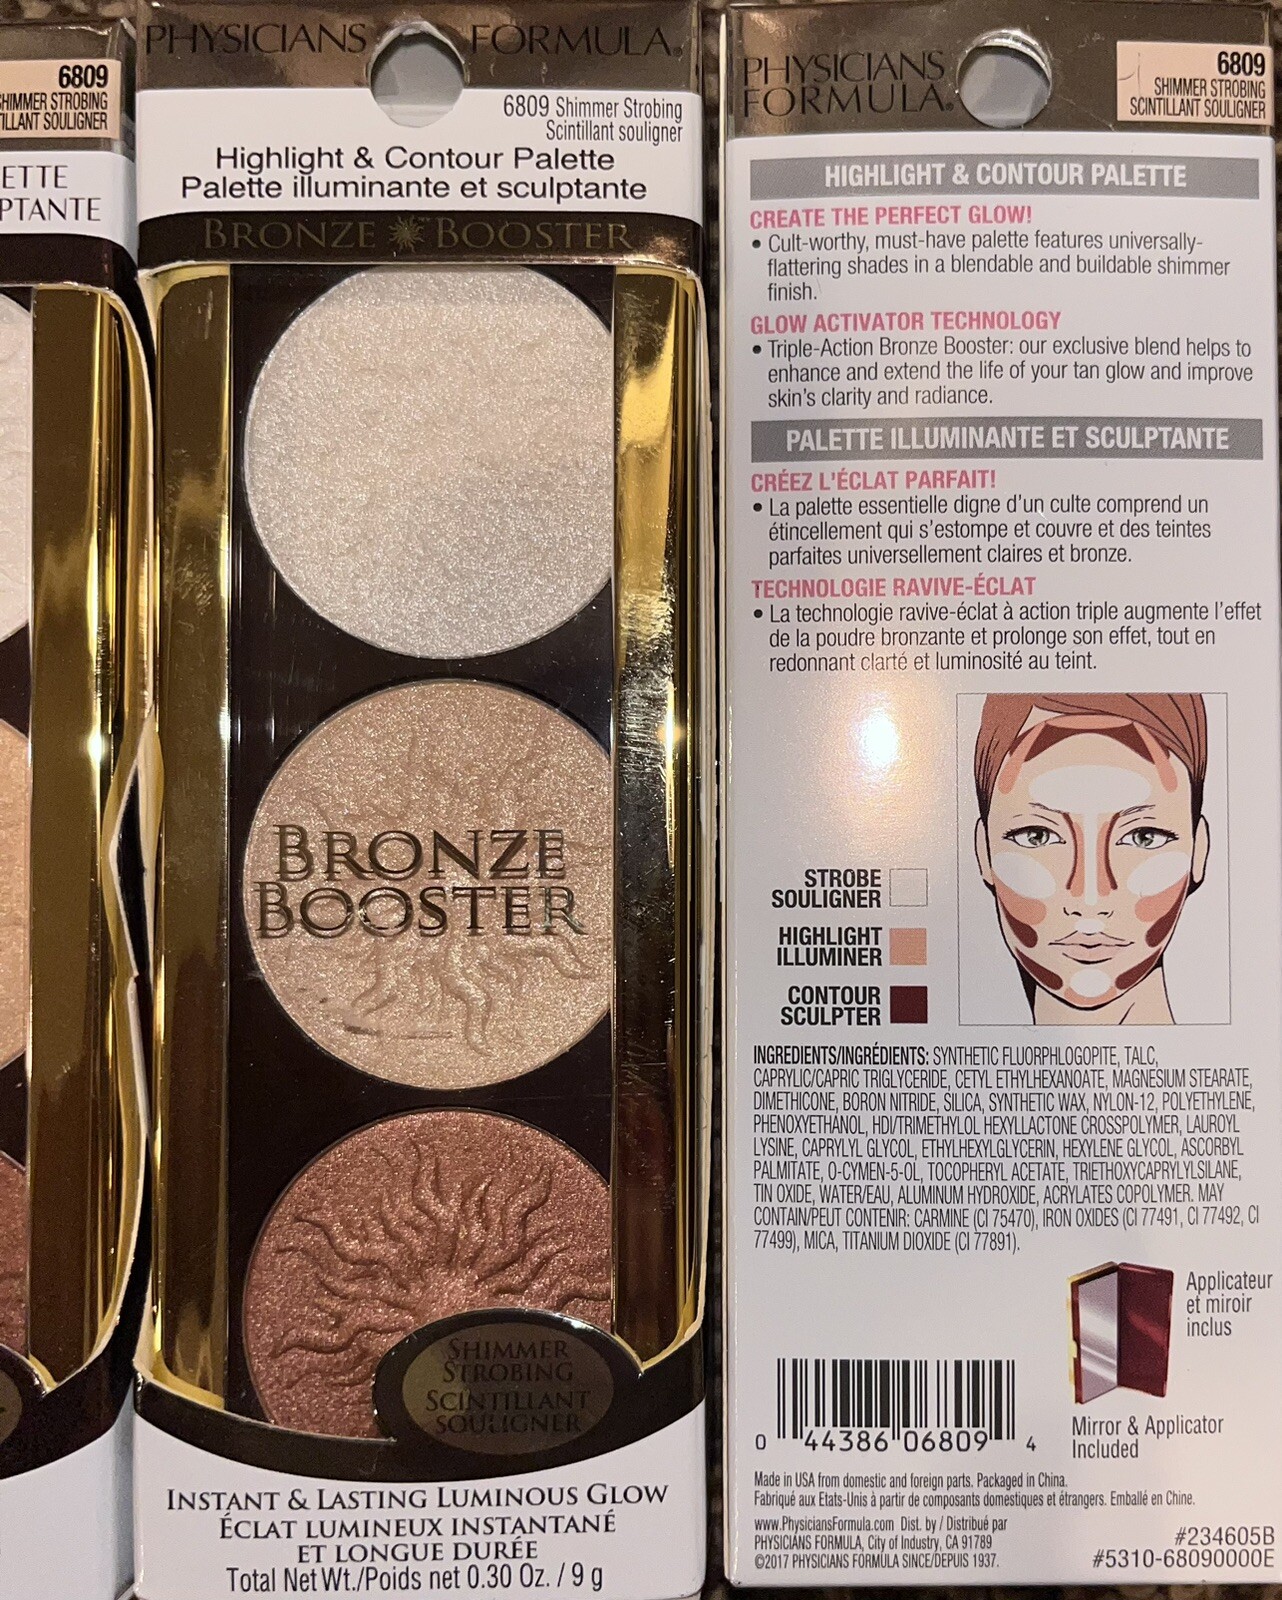 6809
SHIMMER STROBING
TILLANT SOULIGNER
ETTE
PTANTE
PHYSICIANS FORMULA®
6809 Shimmer Strobing
Scintillant souligner
Highlight & Contour Palette
Palette illuminante et sculptante
BRONZE BOOSTER
BRONZE
BOOSTER
SHIMMER
STROBING
SCINTILLANT
SOULIGNER
INSTANT & LASTING LUMINOUS GLOW
ÉCLAT LUMINEUX INSTANTANÉ
ET LONGUE DURÉE
Total Net Wt./Poids net 0.30 Oz. / 9 g
PHYSICIANS
FORMULA®
6809
SHIMMER STROBING
SCINTILLANT SOULIGNER
HIGHLIGHT & CONTOUR PALETTE
CREATE THE PERFECT GLOW!
• Cult-worthy, must-have palette features universally-
flattering shades in a blendable and buildable shimmer
finish.
GLOW ACTIVATOR TECHNOLOGY
• Triple-Action Bronze Booster: our exclusive blend helps to
enhance and extend the life of your tan glow and improve
skin's clarity and radiance.
PALETTE ILLUMINANTE ET SCULPTANTE
CRÉEZ L'ÉCLAT PARFAIT!
• La palette essentielle digne d'un culte comprend un
étincellement qui s'estompe et couvre et des teintes
parfaites universellement claires et bronze.
TECHNOLOGIE RAVIVE-ÉCLAT
• La technologie ravive-éclat à action triple augmente l'effet
de la poudre bronzante et prolonge son effet, tout en
redonnant clarté et luminosité au teint.
STROBE
SOULIGNER
HIGHLIGHT
ILLUMINER
CONTOUR
SCULPTER
INGREDIENTS/INGRÉDIENTS: SYNTHETIC FLUORPHLOGOPITE, TALC,
CAPRYLIC/CAPRIC TRIGLYCERIDE, CETYL ETHYLHEXANOATE, MAGNESIUM STEARATE,
DIMETHICONE, BORON NITRIDE, SILICA, SYNTHETIC WAX, NYLON-12, POLYETHYLENE,
PHENOXYETHANOL, HDI/TRIMETHYLOL HEXYLLACTONE CROSSPOLYMER, LAUROYL
LYSINE, CAPRYLYL GLYCOL, ETHYLHEXYLGLYCERIN, HEXYLENE GLYCOL, ASCORBYL
PALMITATE, O-CYMEN-5-OL, TOCOPHERYL ACETATE, TRIETHOXYCAPRYLYLSILANE,
TIN OXIDE, WATER/EAU, ALUMINUM HYDROXIDE, ACRYLATES COPOLYMER. MAY
CONTAIN/PEUT CONTENIR: CARMINE (CI 75470), IRON OXIDES (CI 77491, CI 77492, CI
77499), MICA, TITANIUM DIOXIDE (CI 77891).
Applicateur
et miroir
inclus
Mirror & Applicator
Included
0 44386 06809 4
Made in USA from domestic and foreign parts. Packaged in China.
Fabriqué aux Etats-Unis à partir de composants domestiques et étrangers. Emballé en Chine.
www.PhysiciansFormula.com Dist. by / Distribué par
PHYSICIANS FORMULA, City of Industry, CA 91789
©2017 PHYSICIANS FORMULA SINCE/DEPUIS 1937.
#234605B
#5310-68090000E